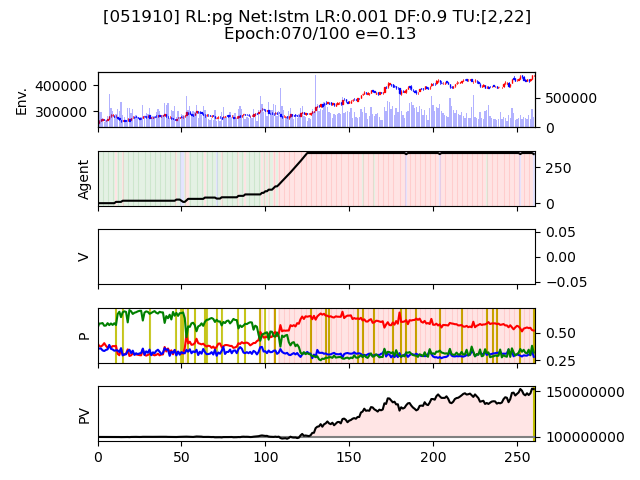 [051910] RL:pg Net:lstm LR:0.001 DF:0.9 TU:[2,22]
Epoch:070/100 e=0.13
Env.
400000
300000
500000
0
Agent
250
0
V
0.05
0.00
−0.05
P
0.50
0.25
PV
150000000
100000000
0 50 100 150 200 250